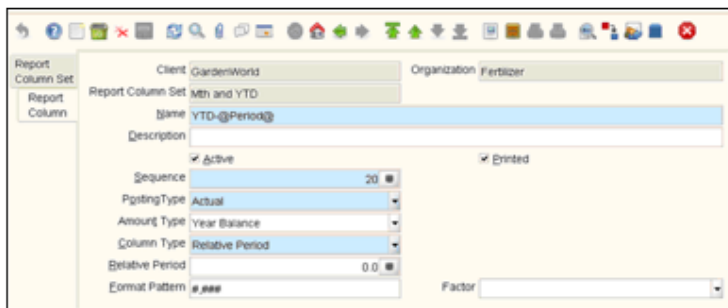 Report Column Set
Report Column
Client GardenWorld Organization Fertilizer
Report Column Set Mth and YTD
Name YTD-@Period@
Description
Active Printed
Sequence 20
PostingType Actual
Amount Type Year Balance
Column Type Relative Period
Relative Period 0.0
Format Pattern #,### Factor